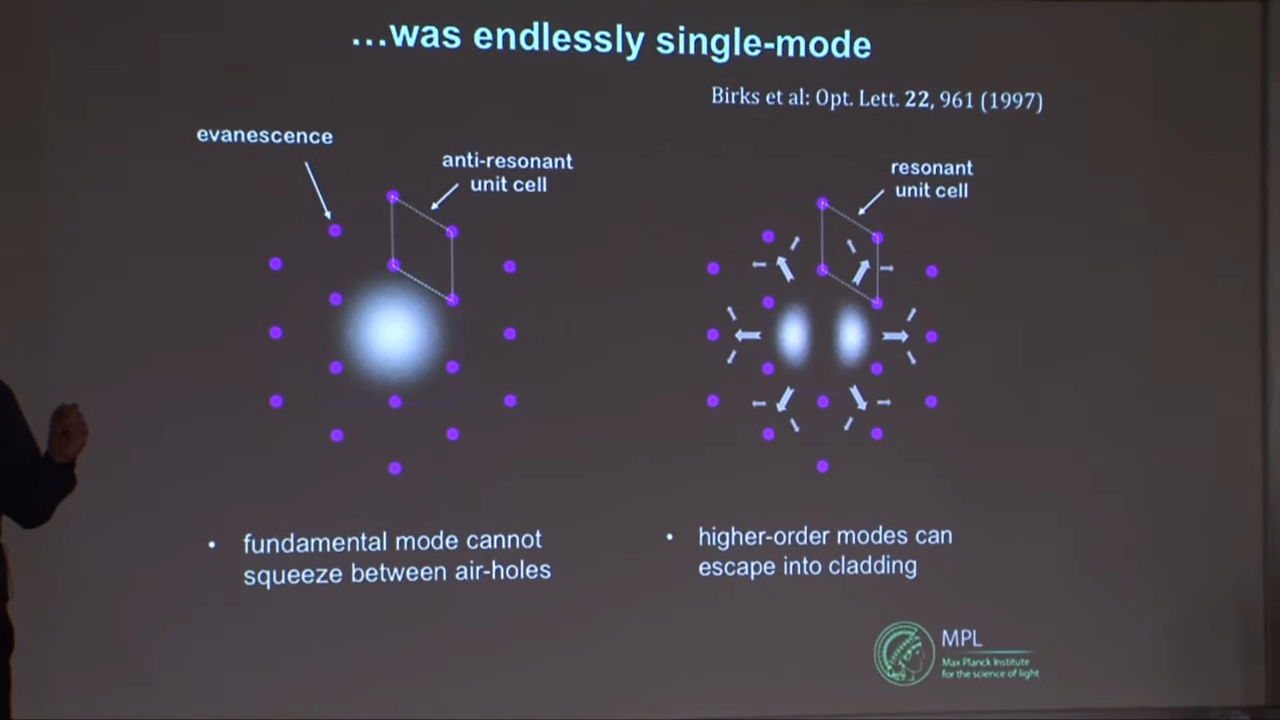 ...was endlessly single-mode
Birks et al: Opt. Lett. 22, 961 (1997)
evanescence
anti-resonant
unit cell
resonant
unit cell
• fundamental mode cannot
squeeze between air-holes
• higher-order modes can
escape into cladding
MPL
Max Planck Institute
for the science of light